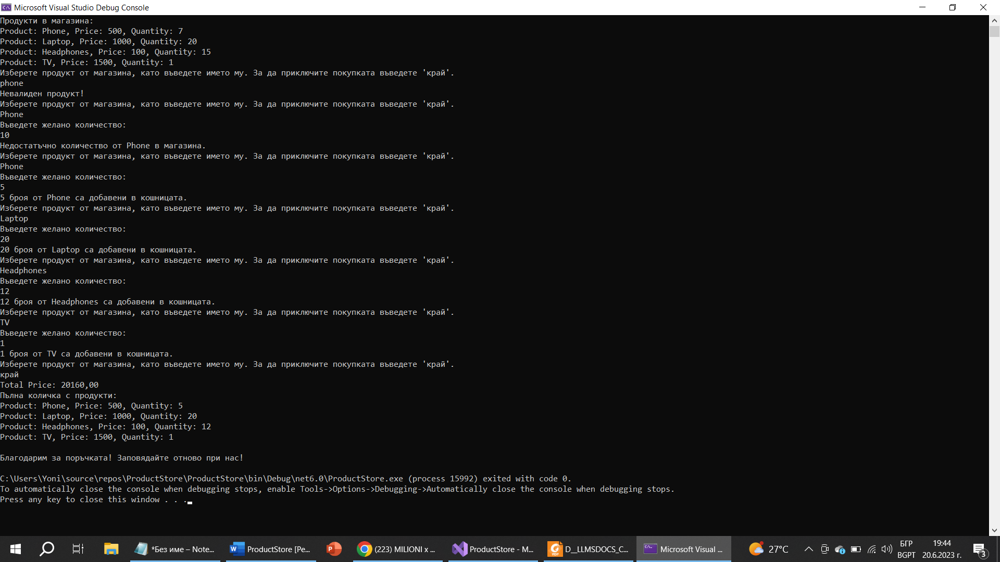 Microsoft Visual Studio Debug Console
Продукти в магазина:
Product: Phone, Price: 500, Quantity: 7
Product: Laptop, Price: 1000, Quantity: 20
Product: Headphones, Price: 100, Quantity: 15
Product: TV, Price: 1500, Quantity: 1
Изберете продукт от магазина, като въведете името му. За да приключите покупката въведете 'край'.
phone
Невалиден продукт!
Изберете продукт от магазина, като въведете името му. За да приключите покупката въведете 'край'.
Phone
Въведете желано количество:
10
Недостатъчно количество от Phone в магазина.
Изберете продукт от магазина, като въведете името му. За да приключите покупката въведете 'край'.
Phone
Въведете желано количество:
5
5 броя от Phone са добавени в кошницата.
Изберете продукт от магазина, като въведете името му. За да приключите покупката въведете 'край'.
Laptop
Въведете желано количество:
20
20 броя от Laptop са добавени в кошницата.
Изберете продукт от магазина, като въведете името му. За да приключите покупката въведете 'край'.
Headphones
Въведете желано количество:
12
12 броя от Headphones са добавени в кошницата.
Изберете продукт от магазина, като въведете името му. За да приключите покупката въведете 'край'.
TV
Въведете желано количество:
1
1 броя от TV са добавени в кошницата.
Изберете продукт от магазина, като въведете името му. За да приключите покупката въведете 'край'.
край
Total Price: 20160,00
Пълна количка с продукти:
Product: Phone, Price: 500, Quantity: 5
Product: Laptop, Price: 1000, Quantity: 20
Product: Headphones, Price: 100, Quantity: 12
Product: TV, Price: 1500, Quantity: 1
Благодарим за поръчката! Заповядайте отново при нас!
C:\Users\Yoni\source\repos\ProductStore\ProductStore\bin\Debug\net6.0\ProductStore.exe (process 15992) exited with code 0.
To automatically close the console when debugging stops, enable Tools->Options->Debugging->Automatically close the console when debugging stops.
Press any key to close this window . . .
*Без име – Note... ProductStore [Pe... (223) MILIONI x ... ProductStore - M... D__LLMSDOCS_C... Microsoft Visual ... 27°C БГР 19:44
BGPT 20.6.2023 г. 3